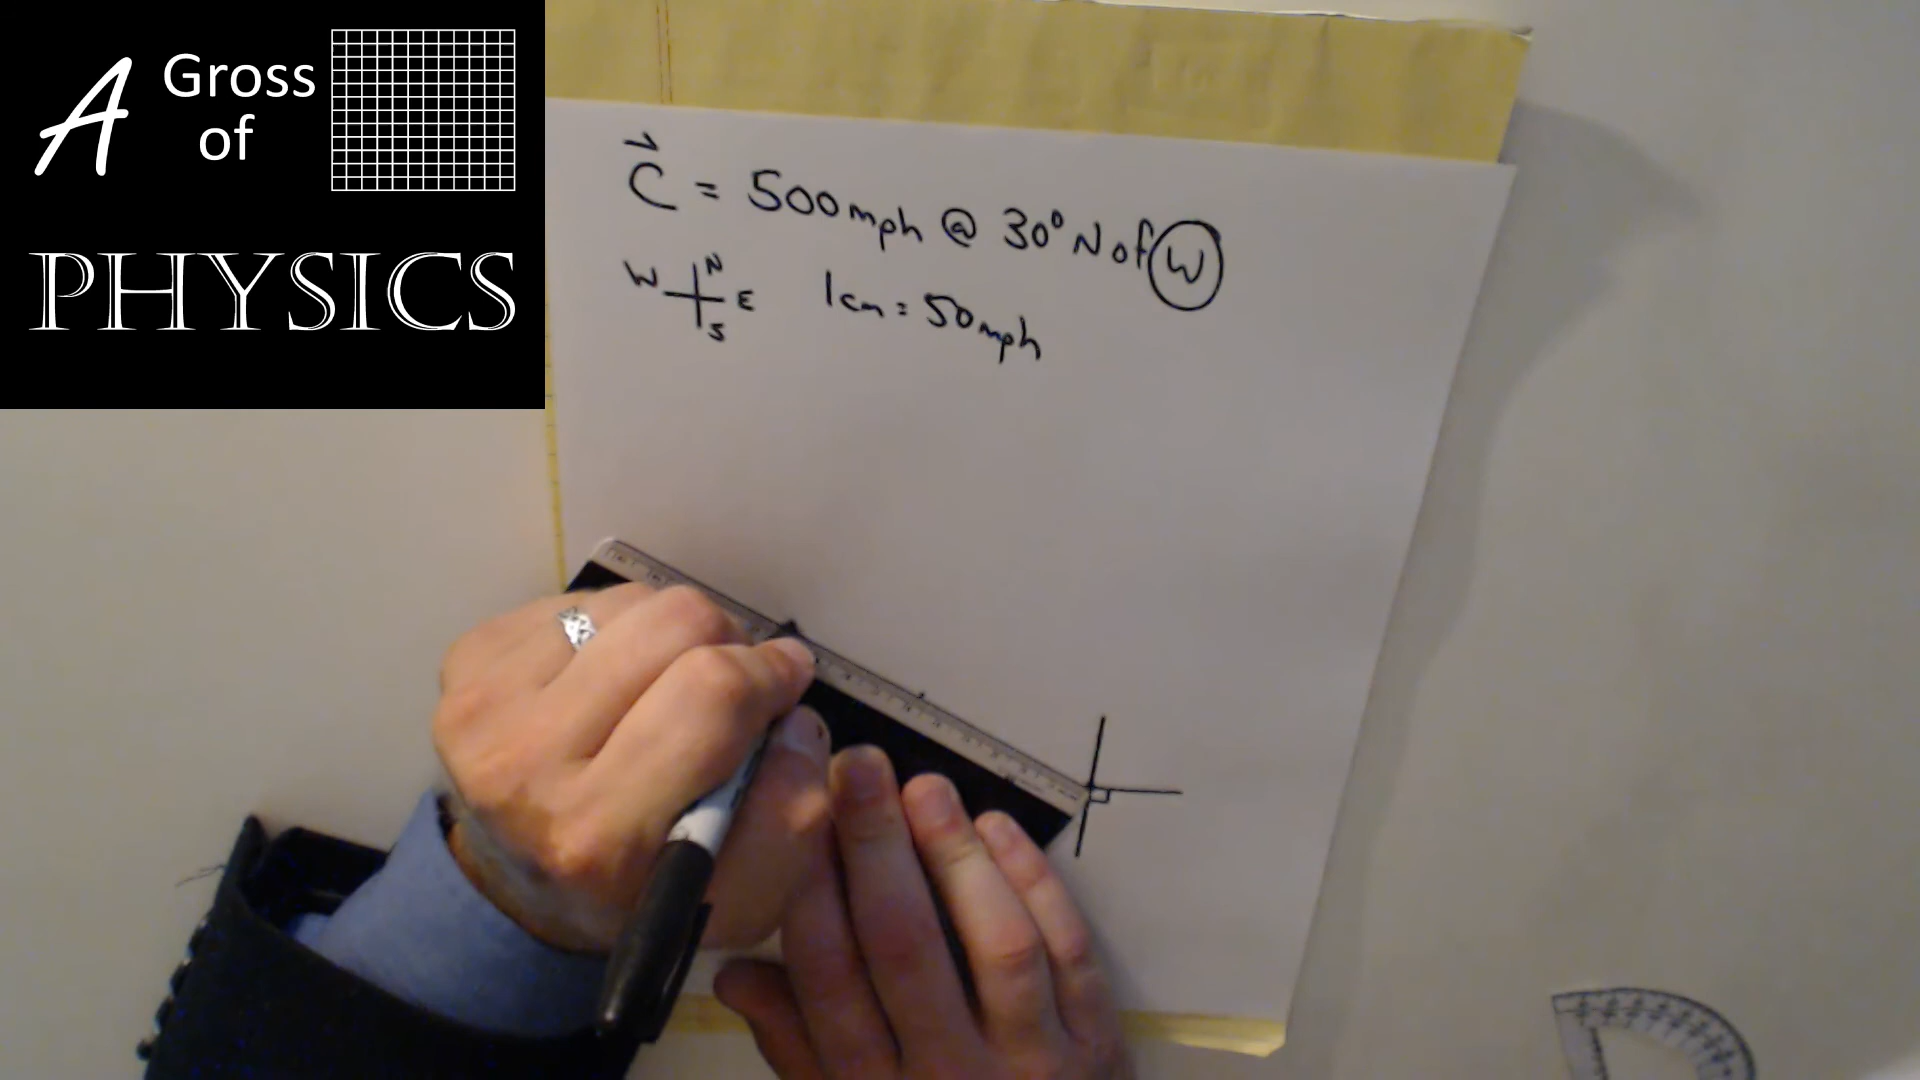 A Gross
of
PHYSICS
C = 500mph @ 30° N of W
N
W E
S
1cm = 50mph